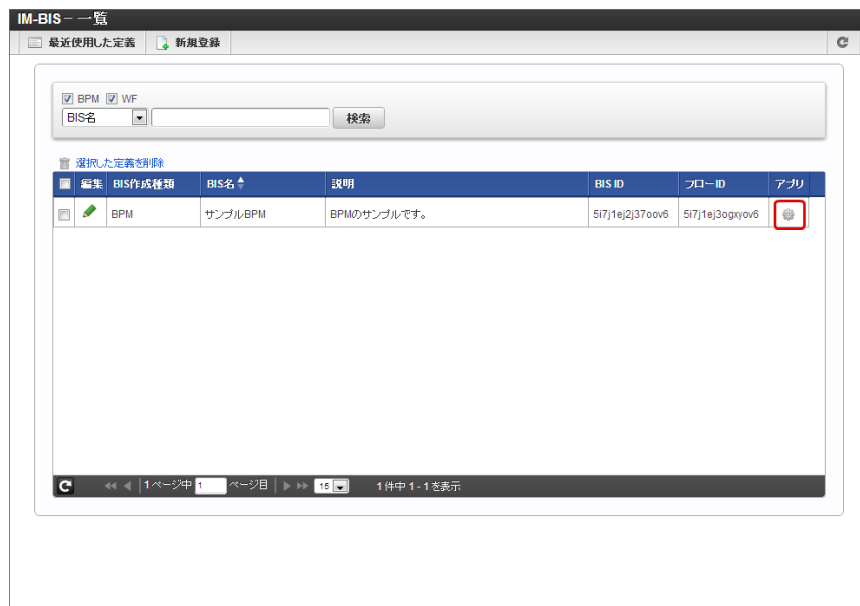 IM-BIS－一覧
最近使用した定義 新規登録
BPM WF
BIS名 検索
選択した定義を削除
編集 BIS作成種類 BIS名 説明 BIS ID フローID アプリ
BPM サンプルBPM BPMのサンプルです。 5i7j1ej2j37oov6 5i7j1ej3ogxyov6
1ページ中 1 ページ目 15 1件中 1 - 1 を表示